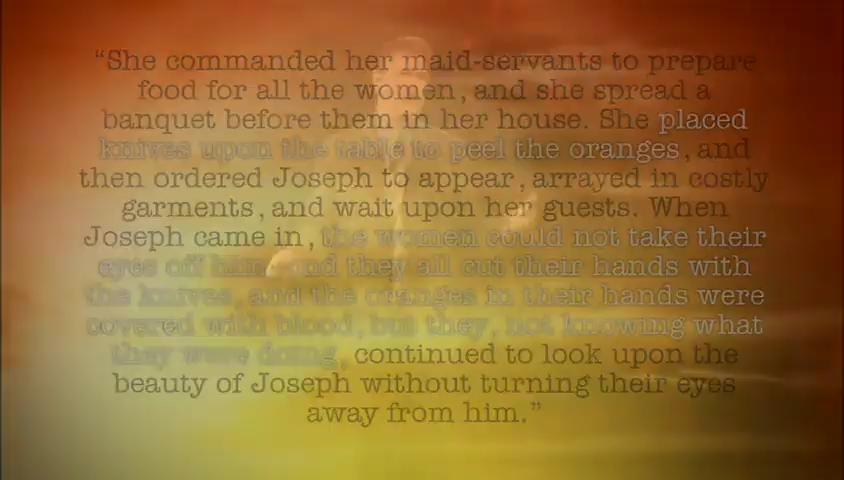 “She commanded her maid-servants to prepare
food for all the women, and she spread a
banquet before them in her house. She placed
knives upon the table to peel the oranges, and
then ordered Joseph to appear, arrayed in costly
garments, and wait upon her guests. When
Joseph came in, the women could not take their
eyes off him, and they all cut their hands with
the knives, and the oranges in their hands were
covered with blood, but they, not knowing what
they were doing, continued to look upon the
beauty of Joseph without turning their eyes
away from him.”